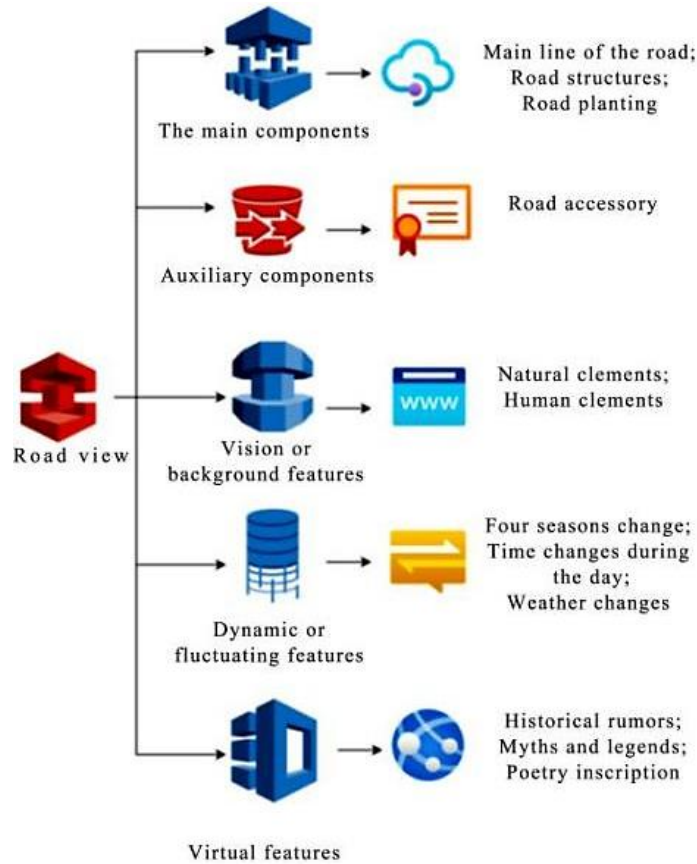 Main line of the road;
Road structures;
Road planting
The main components
Road accessory
Auxiliary components
Natural clements;
Human clements
www
Road view
Vision or
background features
Four seasons change;
Time changes during
the day;
Weather changes
Dynamic or
fluctuating features
Historical rumors;
Myths and legends;
Poetry inscription
Virtual features